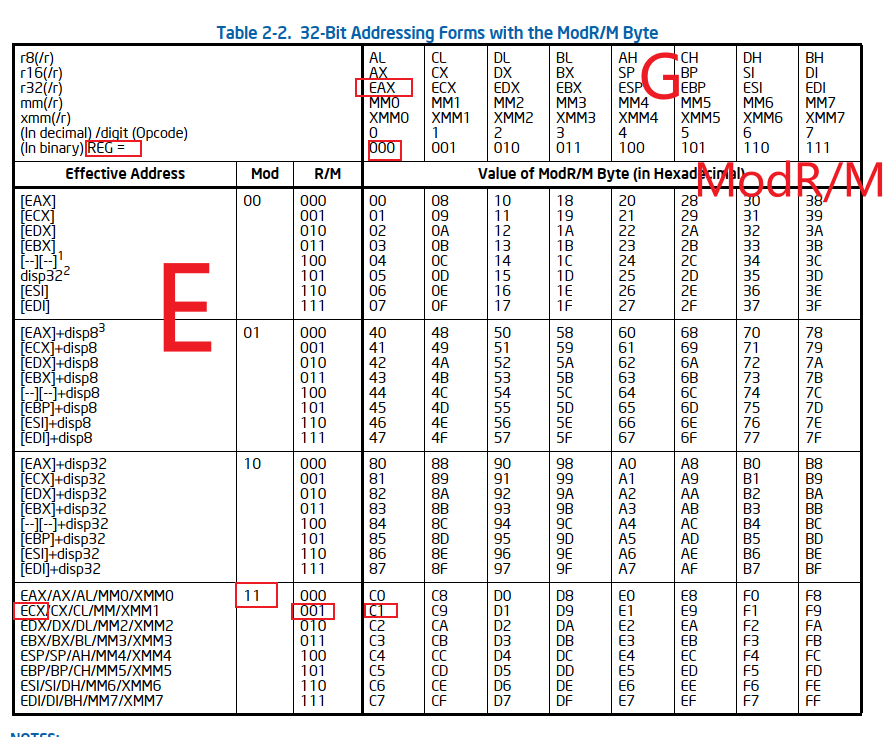 Table 2-2. 32-Bit Addressing Forms with the ModR/M Byte
r8(/r) AL CL DL BL AH CH DH BH
r16(/r) AX CX DX BX SP BP SI DI
r32(/r) EAX ECX EDX EBX ESP EBP ESI EDI
mm(/r) MM0 MM1 MM2 MM3 MM4 MM5 MM6 MM7
xmm(/r) XMM0 XMM1 XMM2 XMM3 XMM4 XMM5 XMM6 XMM7
(In decimal) /digit (Opcode) 0 1 2 3 4 5 6 7
(In binary) REG = 000 001 010 011 100 101 110 111
G
Effective Address Mod R/M Value of ModR/M Byte (in Hexadecimal)
ModR/M
[EAX] 00 000 00 08 10 18 20 28 30 38
[ECX] 001 01 09 11 19 21 29 31 39
[EDX] 010 02 0A 12 1A 22 2A 32 3A
[EBX] 011 03 0B 13 1B 23 2B 33 3B
[--][--]1 100 04 0C 14 1C 24 2C 34 3C
disp322 101 05 0D 15 1D 25 2D 35 3D
[ESI] 110 06 0E 16 1E 26 2E 36 3E
[EDI] 111 07 0F 17 1F 27 2F 37 3F
E
[EAX]+disp83 01 000 40 48 50 58 60 68 70 78
[ECX]+disp8 001 41 49 51 59 61 69 71 79
[EDX]+disp8 010 42 4A 52 5A 62 6A 72 7A
[EBX]+disp8 011 43 4B 53 5B 63 6B 73 7B
[--][--]+disp8 100 44 4C 54 5C 64 6C 74 7C
[EBP]+disp8 101 45 4D 55 5D 65 6D 75 7D
[ESI]+disp8 110 46 4E 56 5E 66 6E 76 7E
[EDI]+disp8 111 47 4F 57 5F 67 6F 77 7F
[EAX]+disp32 10 000 80 88 90 98 A0 A8 B0 B8
[ECX]+disp32 001 81 89 91 99 A1 A9 B1 B9
[EDX]+disp32 010 82 8A 92 9A A2 AA B2 BA
[EBX]+disp32 011 83 8B 93 9B A3 AB B3 BB
[--][--]+disp32 100 84 8C 94 9C A4 AC B4 BC
[EBP]+disp32 101 85 8D 95 9D A5 AD B5 BD
[ESI]+disp32 110 86 8E 96 9E A6 AE B6 BE
[EDI]+disp32 111 87 8F 97 9F A7 AF B7 BF
EAX/AX/AL/MM0/XMM0 11 000 C0 C8 D0 D8 E0 E8 F0 F8
ECX/CX/CL/MM/XMM1 001 C1 C9 D1 D9 E1 E9 F1 F9
EDX/DX/DL/MM2/XMM2 010 C2 CA D2 DA E2 EA F2 FA
EBX/BX/BL/MM3/XMM3 011 C3 CB D3 DB E3 EB F3 FB
ESP/SP/AH/MM4/XMM4 100 C4 CC D4 DC E4 EC F4 FC
EBP/BP/CH/MM5/XMM5 101 C5 CD D5 DD E5 ED F5 FD
ESI/SI/DH/MM6/XMM6 110 C6 CE D6 DE E6 EE F6 FE
EDI/DI/BH/MM7/XMM7 111 C7 CF D7 DF E7 EF F7 FF
NOTES: